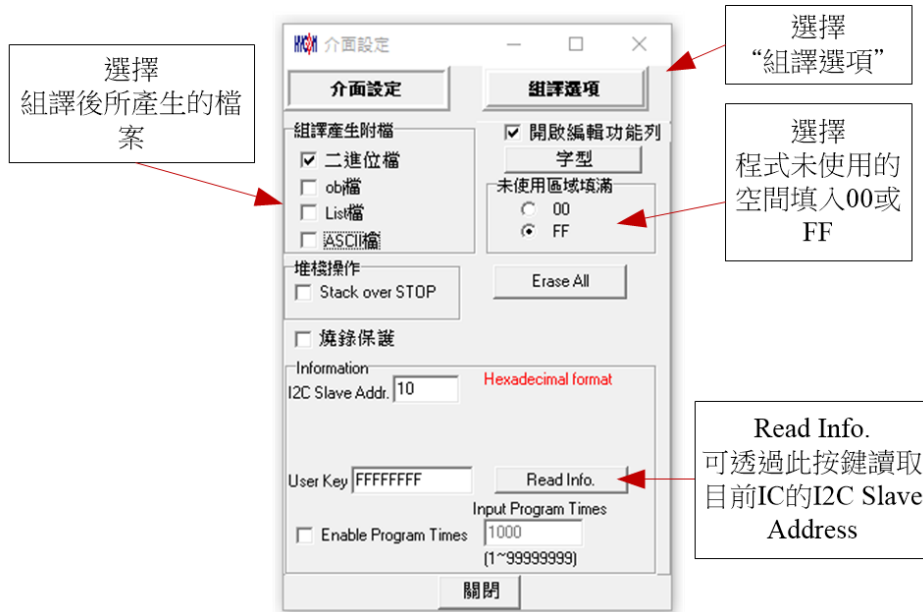 HYCON 介面設定
介面設定
組譯選項
組譯產生附檔
二進位檔
obj檔
List檔
ASCII檔
開啟編輯功能列
字型
未使用區域填滿
00
FF
堆棧操作
Stack over STOP
Erase All
燒錄保護
Information
I2C Slave Addr. 10
Hexadecimal format
User Key FFFFFFFF
Read Info.
Input Program Times
Enable Program Times
1000
(1~99999999)
關閉
選擇
組譯後所產生的檔
案
選擇
“組譯選項”
選擇
程式未使用的
空間填入00或
FF
Read Info.
可透過此按鍵讀取
目前IC的I2C Slave
Address